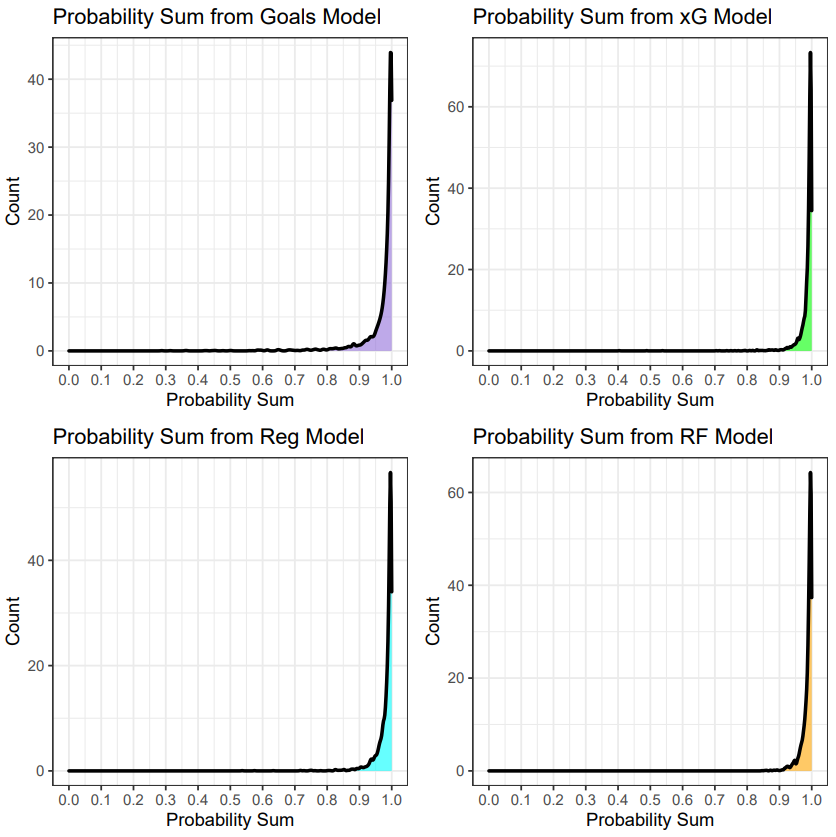 Probability Sum from Goals Model
Count
40
30
20
10
0
0.0 0.1 0.2 0.3 0.4 0.5 0.6 0.7 0.8 0.9 1.0
Probability Sum
Probability Sum from xG Model
Count
60
40
20
0
0.0 0.1 0.2 0.3 0.4 0.5 0.6 0.7 0.8 0.9 1.0
Probability Sum
Probability Sum from Reg Model
Count
40
20
0
0.0 0.1 0.2 0.3 0.4 0.5 0.6 0.7 0.8 0.9 1.0
Probability Sum
Probability Sum from RF Model
Count
60
40
20
0
0.0 0.1 0.2 0.3 0.4 0.5 0.6 0.7 0.8 0.9 1.0
Probability Sum